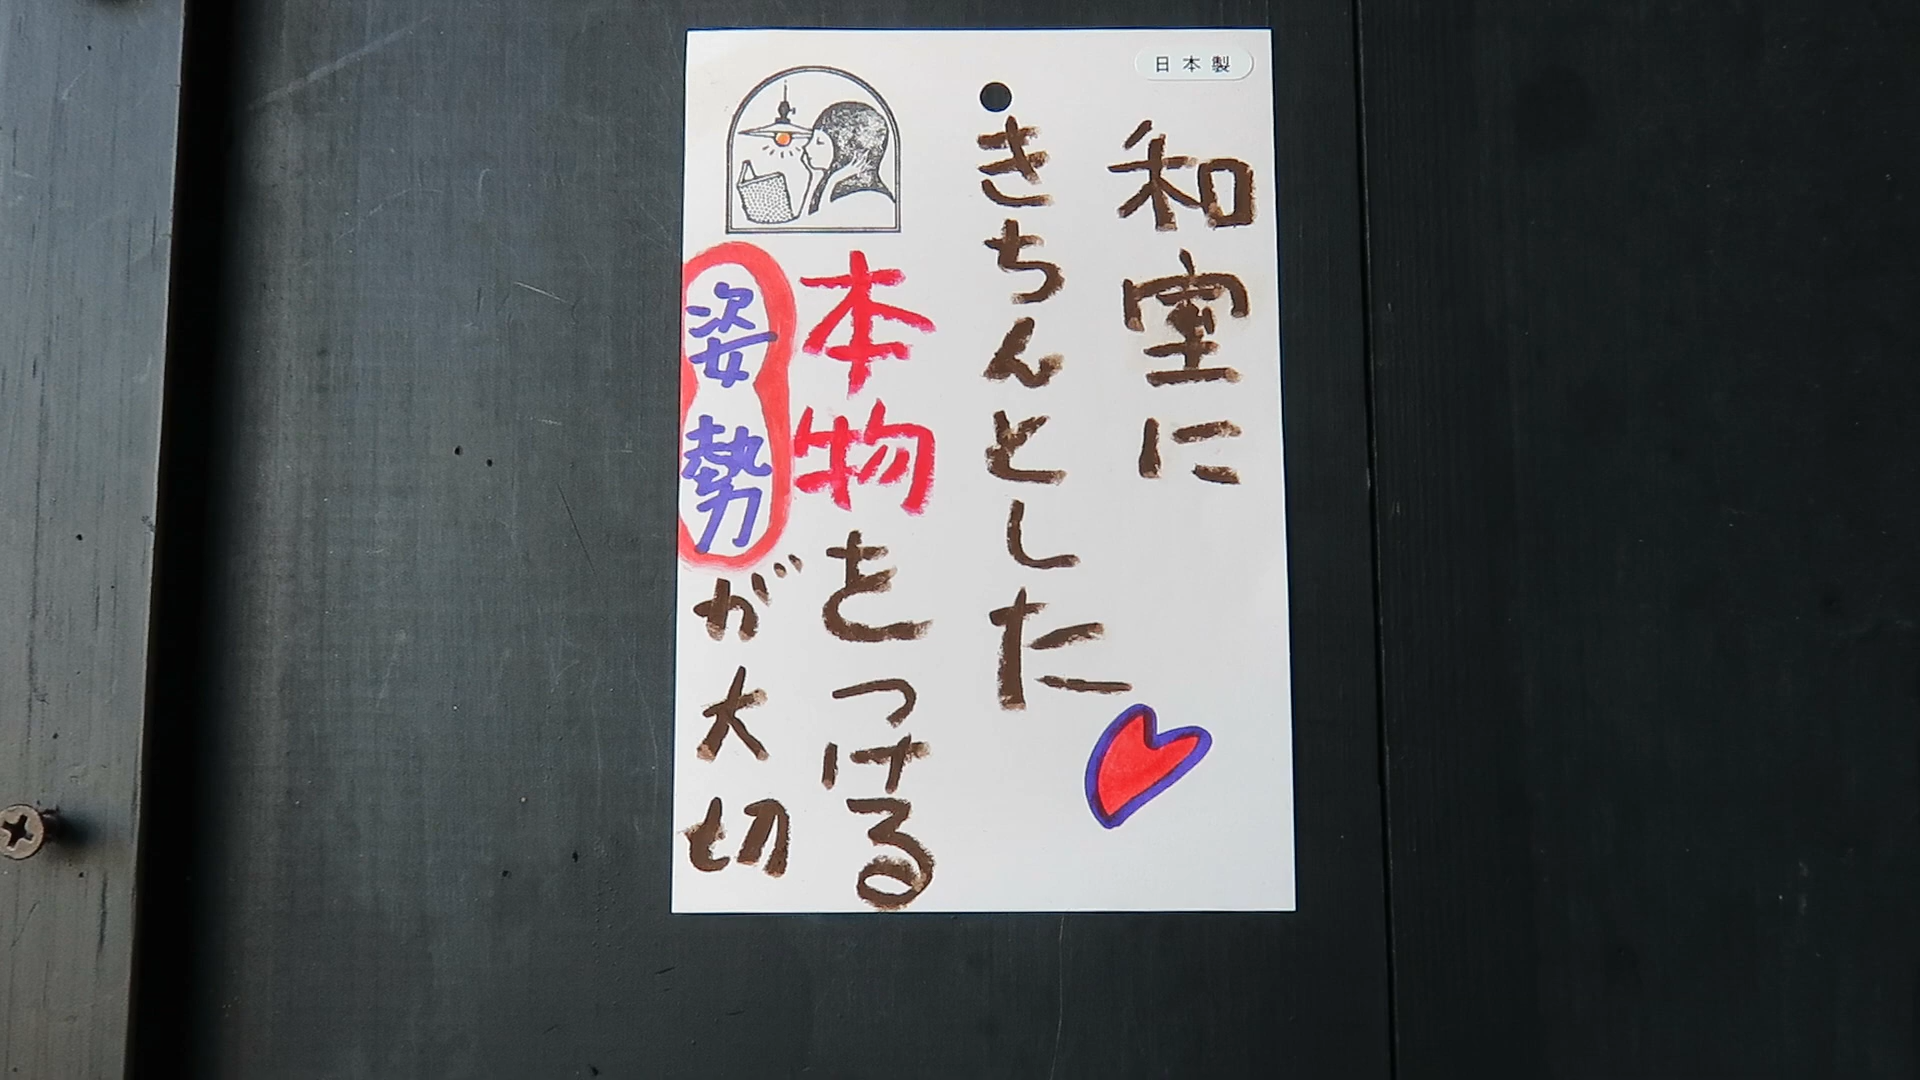 日本製
和室に
きちんとした
本物をつける
姿勢が大切